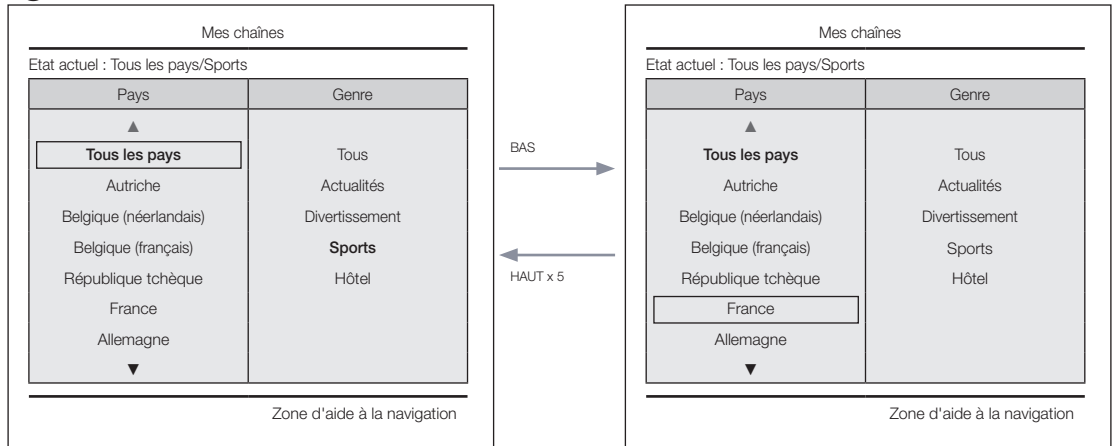 Mes chaînes
Etat actuel : Tous les pays/Sports
Pays Genre
▲
Tous les pays Tous
Autriche Actualités
Belgique (néerlandais) Divertissement
Belgique (français) Sports
République tchèque Hôtel
France
Allemagne
▼
Zone d'aide à la navigation
BAS
HAUT x 5
Mes chaînes
Etat actuel : Tous les pays/Sports
Pays Genre
▲
Tous les pays Tous
Autriche Actualités
Belgique (néerlandais) Divertissement
Belgique (français) Sports
République tchèque Hôtel
France
Allemagne
▼
Zone d'aide à la navigation